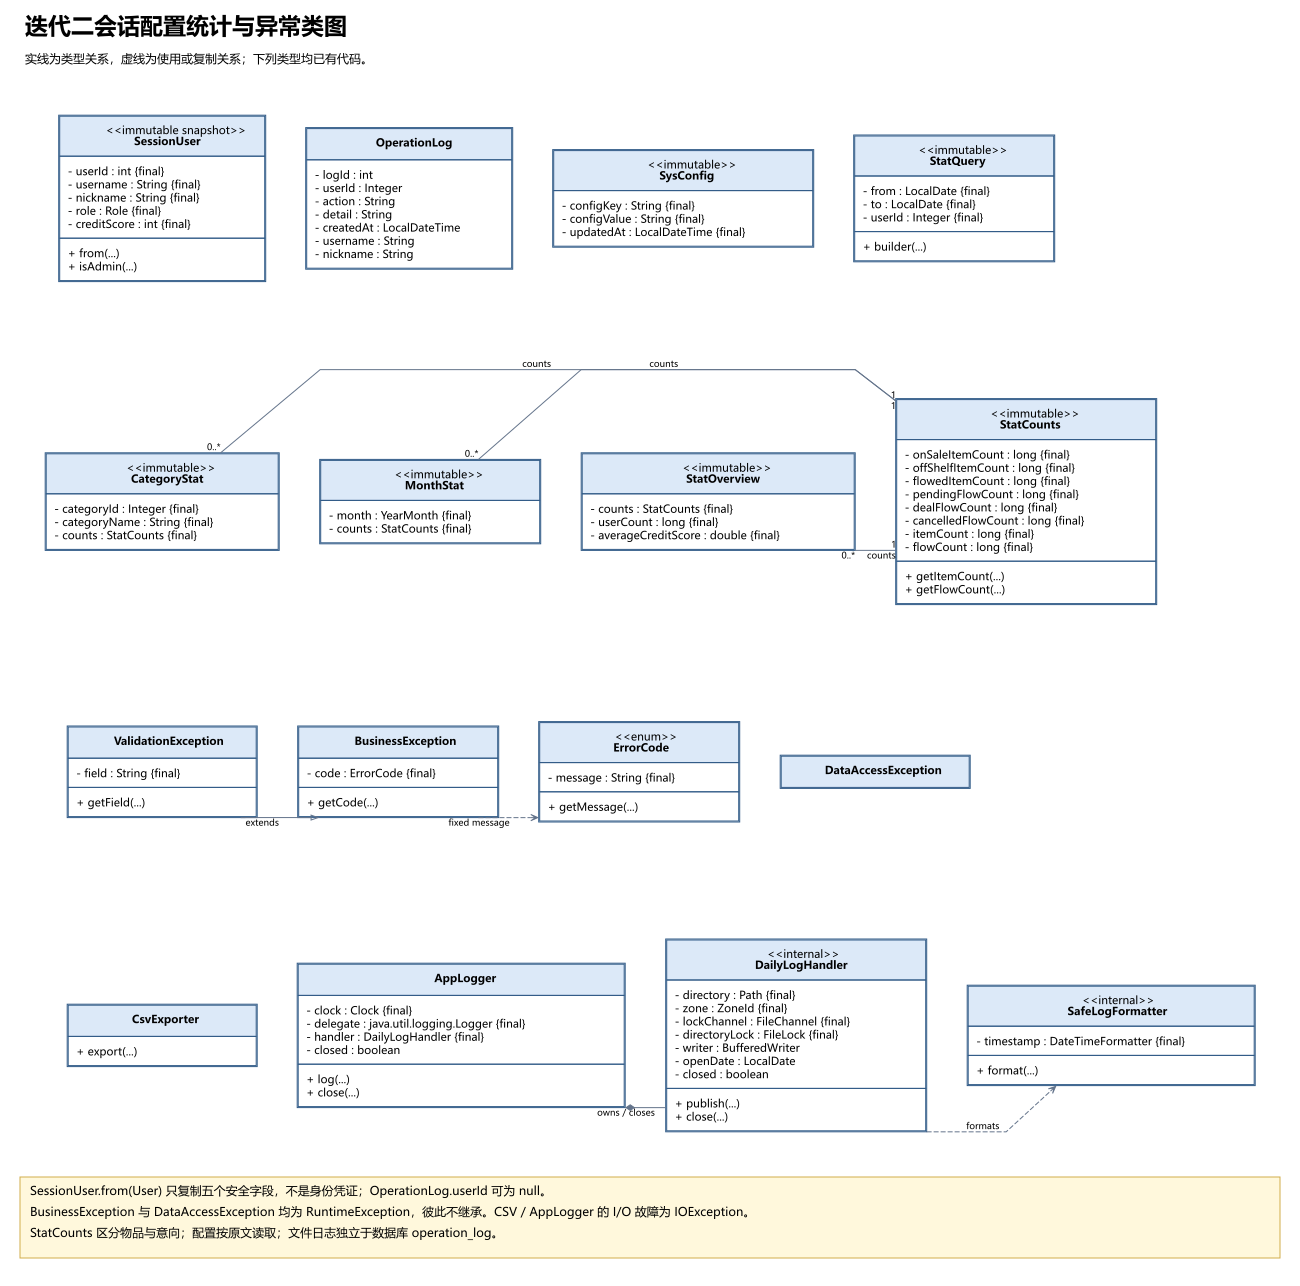 迭代二会话配置统计与异常类图
实线为类型关系，虚线为使用或复制关系；下列类型均已有代码。
<<immutable snapshot>>
SessionUser
- userId : int {final}
- username : String {final}
- nickname : String {final}
- role : Role {final}
- creditScore : int {final}
+ from(...)
+ isAdmin(...)
OperationLog
- logId : int
- userId : Integer
- action : String
- detail : String
- createdAt : LocalDateTime
- username : String
- nickname : String
<<immutable>>
SysConfig
- configKey : String {final}
- configValue : String {final}
- updatedAt : LocalDateTime {final}
<<immutable>>
StatQuery
- from : LocalDate {final}
- to : LocalDate {final}
- userId : Integer {final}
+ builder(...)
counts
counts
1
1
0..*
0..*
<<immutable>>
CategoryStat
- categoryId : Integer {final}
- categoryName : String {final}
- counts : StatCounts {final}
<<immutable>>
MonthStat
- month : YearMonth {final}
- counts : StatCounts {final}
<<immutable>>
StatOverview
- counts : StatCounts {final}
- userCount : long {final}
- averageCreditScore : double {final}
0..*
1
counts
<<immutable>>
StatCounts
- onSaleItemCount : long {final}
- offShelfItemCount : long {final}
- flowedItemCount : long {final}
- pendingFlowCount : long {final}
- dealFlowCount : long {final}
- cancelledFlowCount : long {final}
- itemCount : long {final}
- flowCount : long {final}
+ getItemCount(...)
+ getFlowCount(...)
ValidationException
- field : String {final}
+ getField(...)
extends
BusinessException
- code : ErrorCode {final}
+ getCode(...)
fixed message
<<enum>>
ErrorCode
- message : String {final}
+ getMessage(...)
DataAccessException
CsvExporter
+ export(...)
AppLogger
- clock : Clock {final}
- delegate : java.util.logging.Logger {final}
- handler : DailyLogHandler {final}
- closed : boolean
+ log(...)
+ close(...)
owns / closes
<<internal>>
DailyLogHandler
- directory : Path {final}
- zone : ZoneId {final}
- lockChannel : FileChannel {final}
- directoryLock : FileLock {final}
- writer : BufferedWriter
- openDate : LocalDate
- closed : boolean
+ publish(...)
+ close(...)
formats
<<internal>>
SafeLogFormatter
- timestamp : DateTimeFormatter {final}
+ format(...)
SessionUser.from(User) 只复制五个安全字段，不是身份凭证；OperationLog.userId 可为 null。
BusinessException 与 DataAccessException 均为 RuntimeException，彼此不继承。CSV / AppLogger 的 I/O 故障为 IOException。
StatCounts 区分物品与意向；配置按原文读取；文件日志独立于数据库 operation_log。